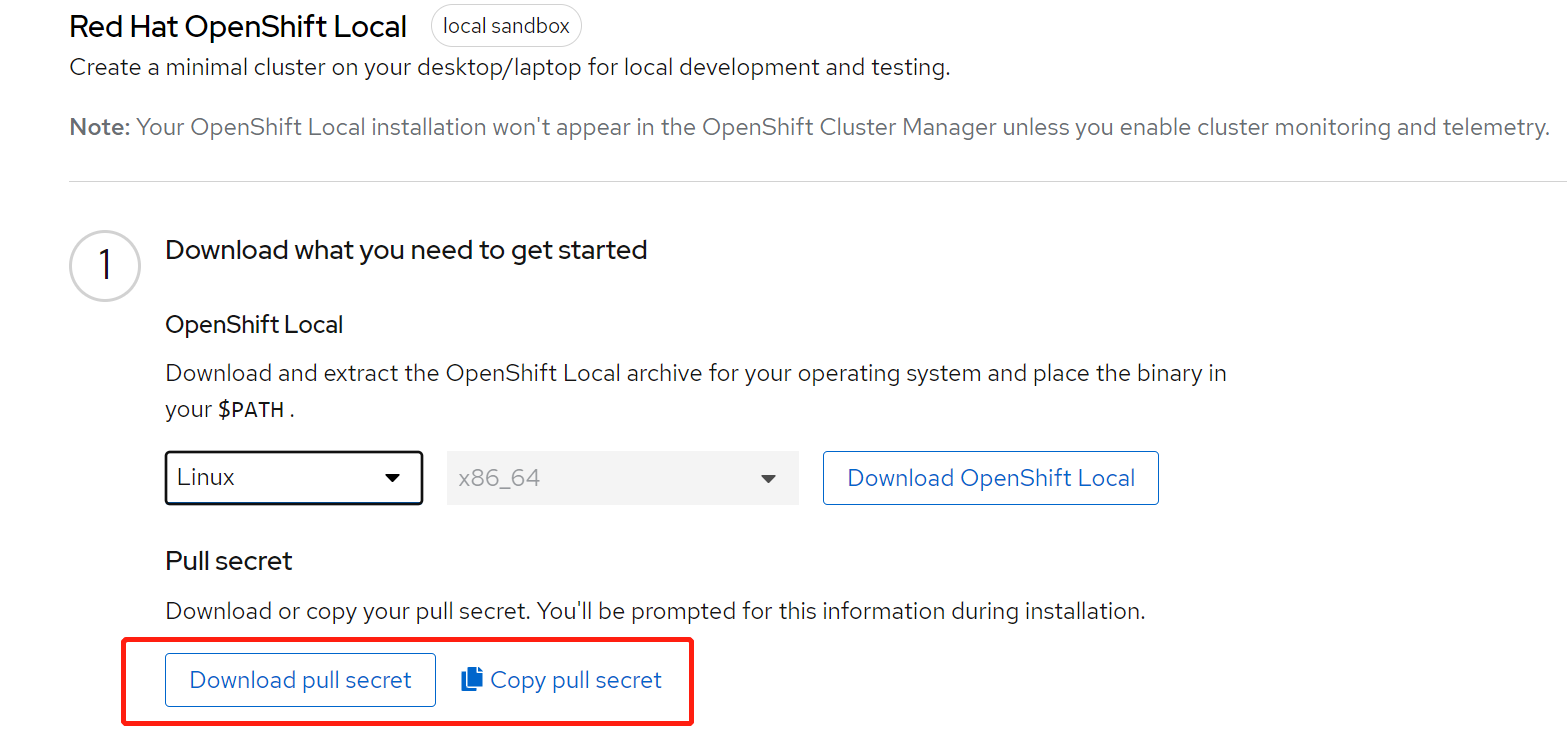 Red Hat OpenShift Local local sandbox
Create a minimal cluster on your desktop/laptop for local development and testing.
Note: Your OpenShift Local installation won't appear in the OpenShift Cluster Manager unless you enable cluster monitoring and telemetry.
1 Download what you need to get started
OpenShift Local
Download and extract the OpenShift Local archive for your operating system and place the binary in
your $PATH .
Linux x86_64 Download OpenShift Local
Pull secret
Download or copy your pull secret. You'll be prompted for this information during installation.
Download pull secret Copy pull secret